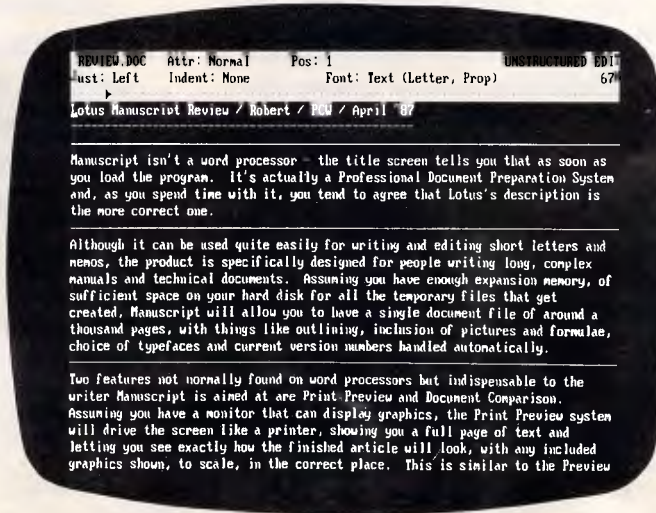 REVIEW.DOC Attr: Normal Pos: 1 UNSTRUCTURED EDIT
Just: Left Indent: None Font: Text (Letter, Prop) 67%
Lotus Manuscript Review / Robert / PCW / April '87
Manuscript isn't a word processor - the title screen tells you that as soon as
you load the program. It's actually a Professional Document Preparation System
and, as you spend time with it, you tend to agree that Lotus's description is
the more correct one.
Although it can be used quite easily for writing and editing short letters and
memos, the product is specifically designed for people writing long, complex
manuals and technical documents. Assuming you have enough expansion memory, of
sufficient space on your hard disk for all the temporary files that get
created, Manuscript will allow you to have a single document file of around a
thousand pages, with things like outlining, inclusion of pictures and formulae,
choice of typefaces and current version numbers handled automatically.
Two features not normally found on word processors but indispensable to the
writer Manuscript is aimed at are Print Preview and Document Comparison.
Assuming you have a monitor that can display graphics, the Print Preview system
will drive the screen like a printer, showing you a full page of text and
letting you see exactly how the finished article will look, with any included
graphics shown, to scale, in the correct place. This is similar to the Preview